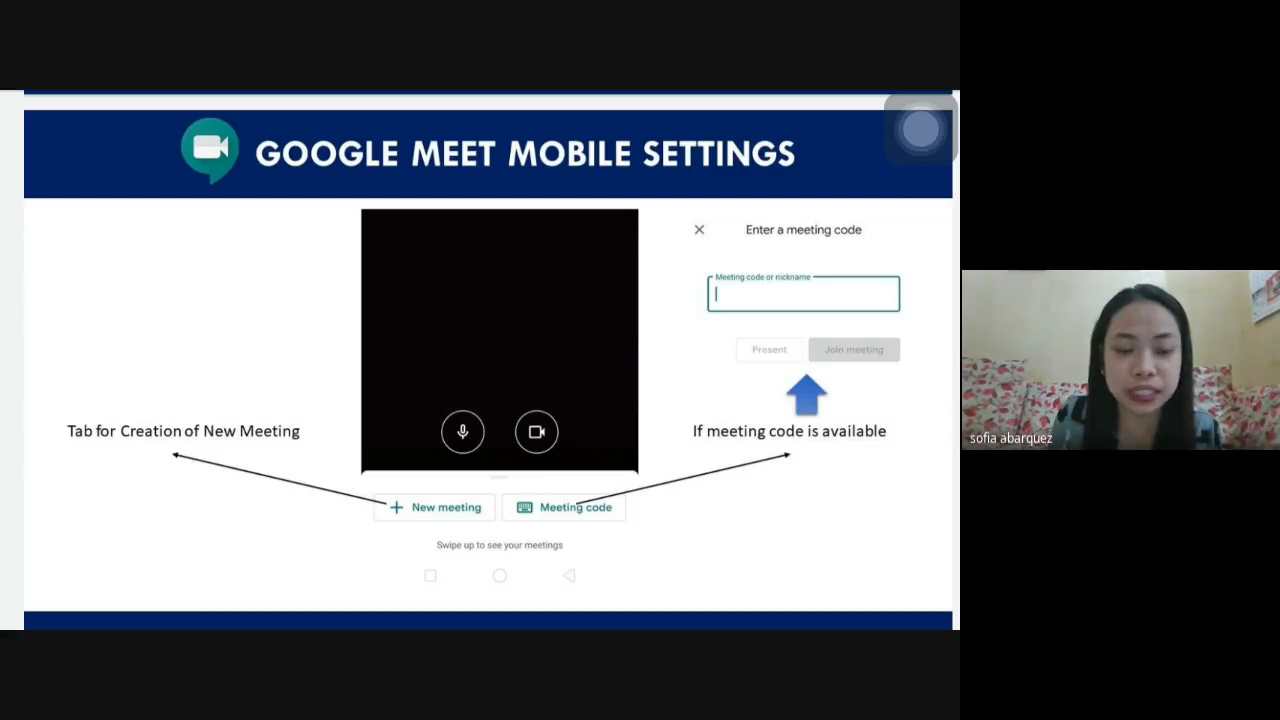 GOOGLE MEET MOBILE SETTINGS
Enter a meeting code
Meeting code or nickname
Present
Join meeting
Tab for Creation of New Meeting
If meeting code is available
New meeting
Meeting code
Swipe up to see your meetings
sofia abarquez